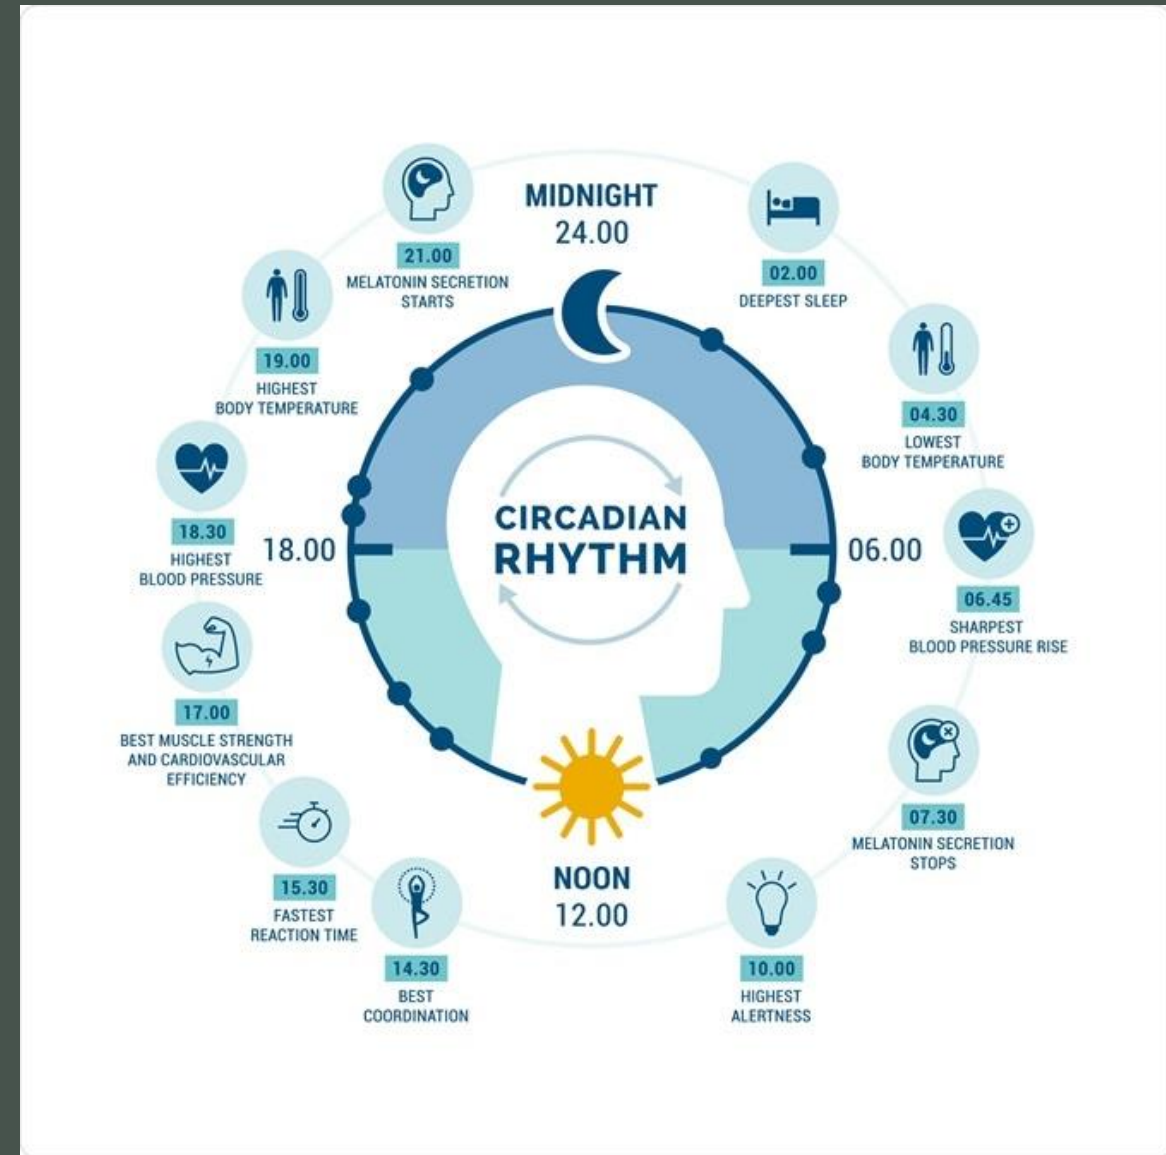 MIDNIGHT
24.00
02.00
DEEPEST SLEEP
04.30
LOWEST
BODY TEMPERATURE
06.00
06.45
SHARPEST
BLOOD PRESSURE RISE
07.30
MELATONIN SECRETION
STOPS
10.00
HIGHEST
ALERTNESS
NOON
12.00
14.30
BEST
COORDINATION
15.30
FASTEST
REACTION TIME
17.00
BEST MUSCLE STRENGTH
AND CARDIOVASCULAR
EFFICIENCY
18.00
18.30
HIGHEST
BLOOD PRESSURE
19.00
HIGHEST
BODY TEMPERATURE
21.00
MELATONIN SECRETION
STARTS
CIRCADIAN
RHYTHM